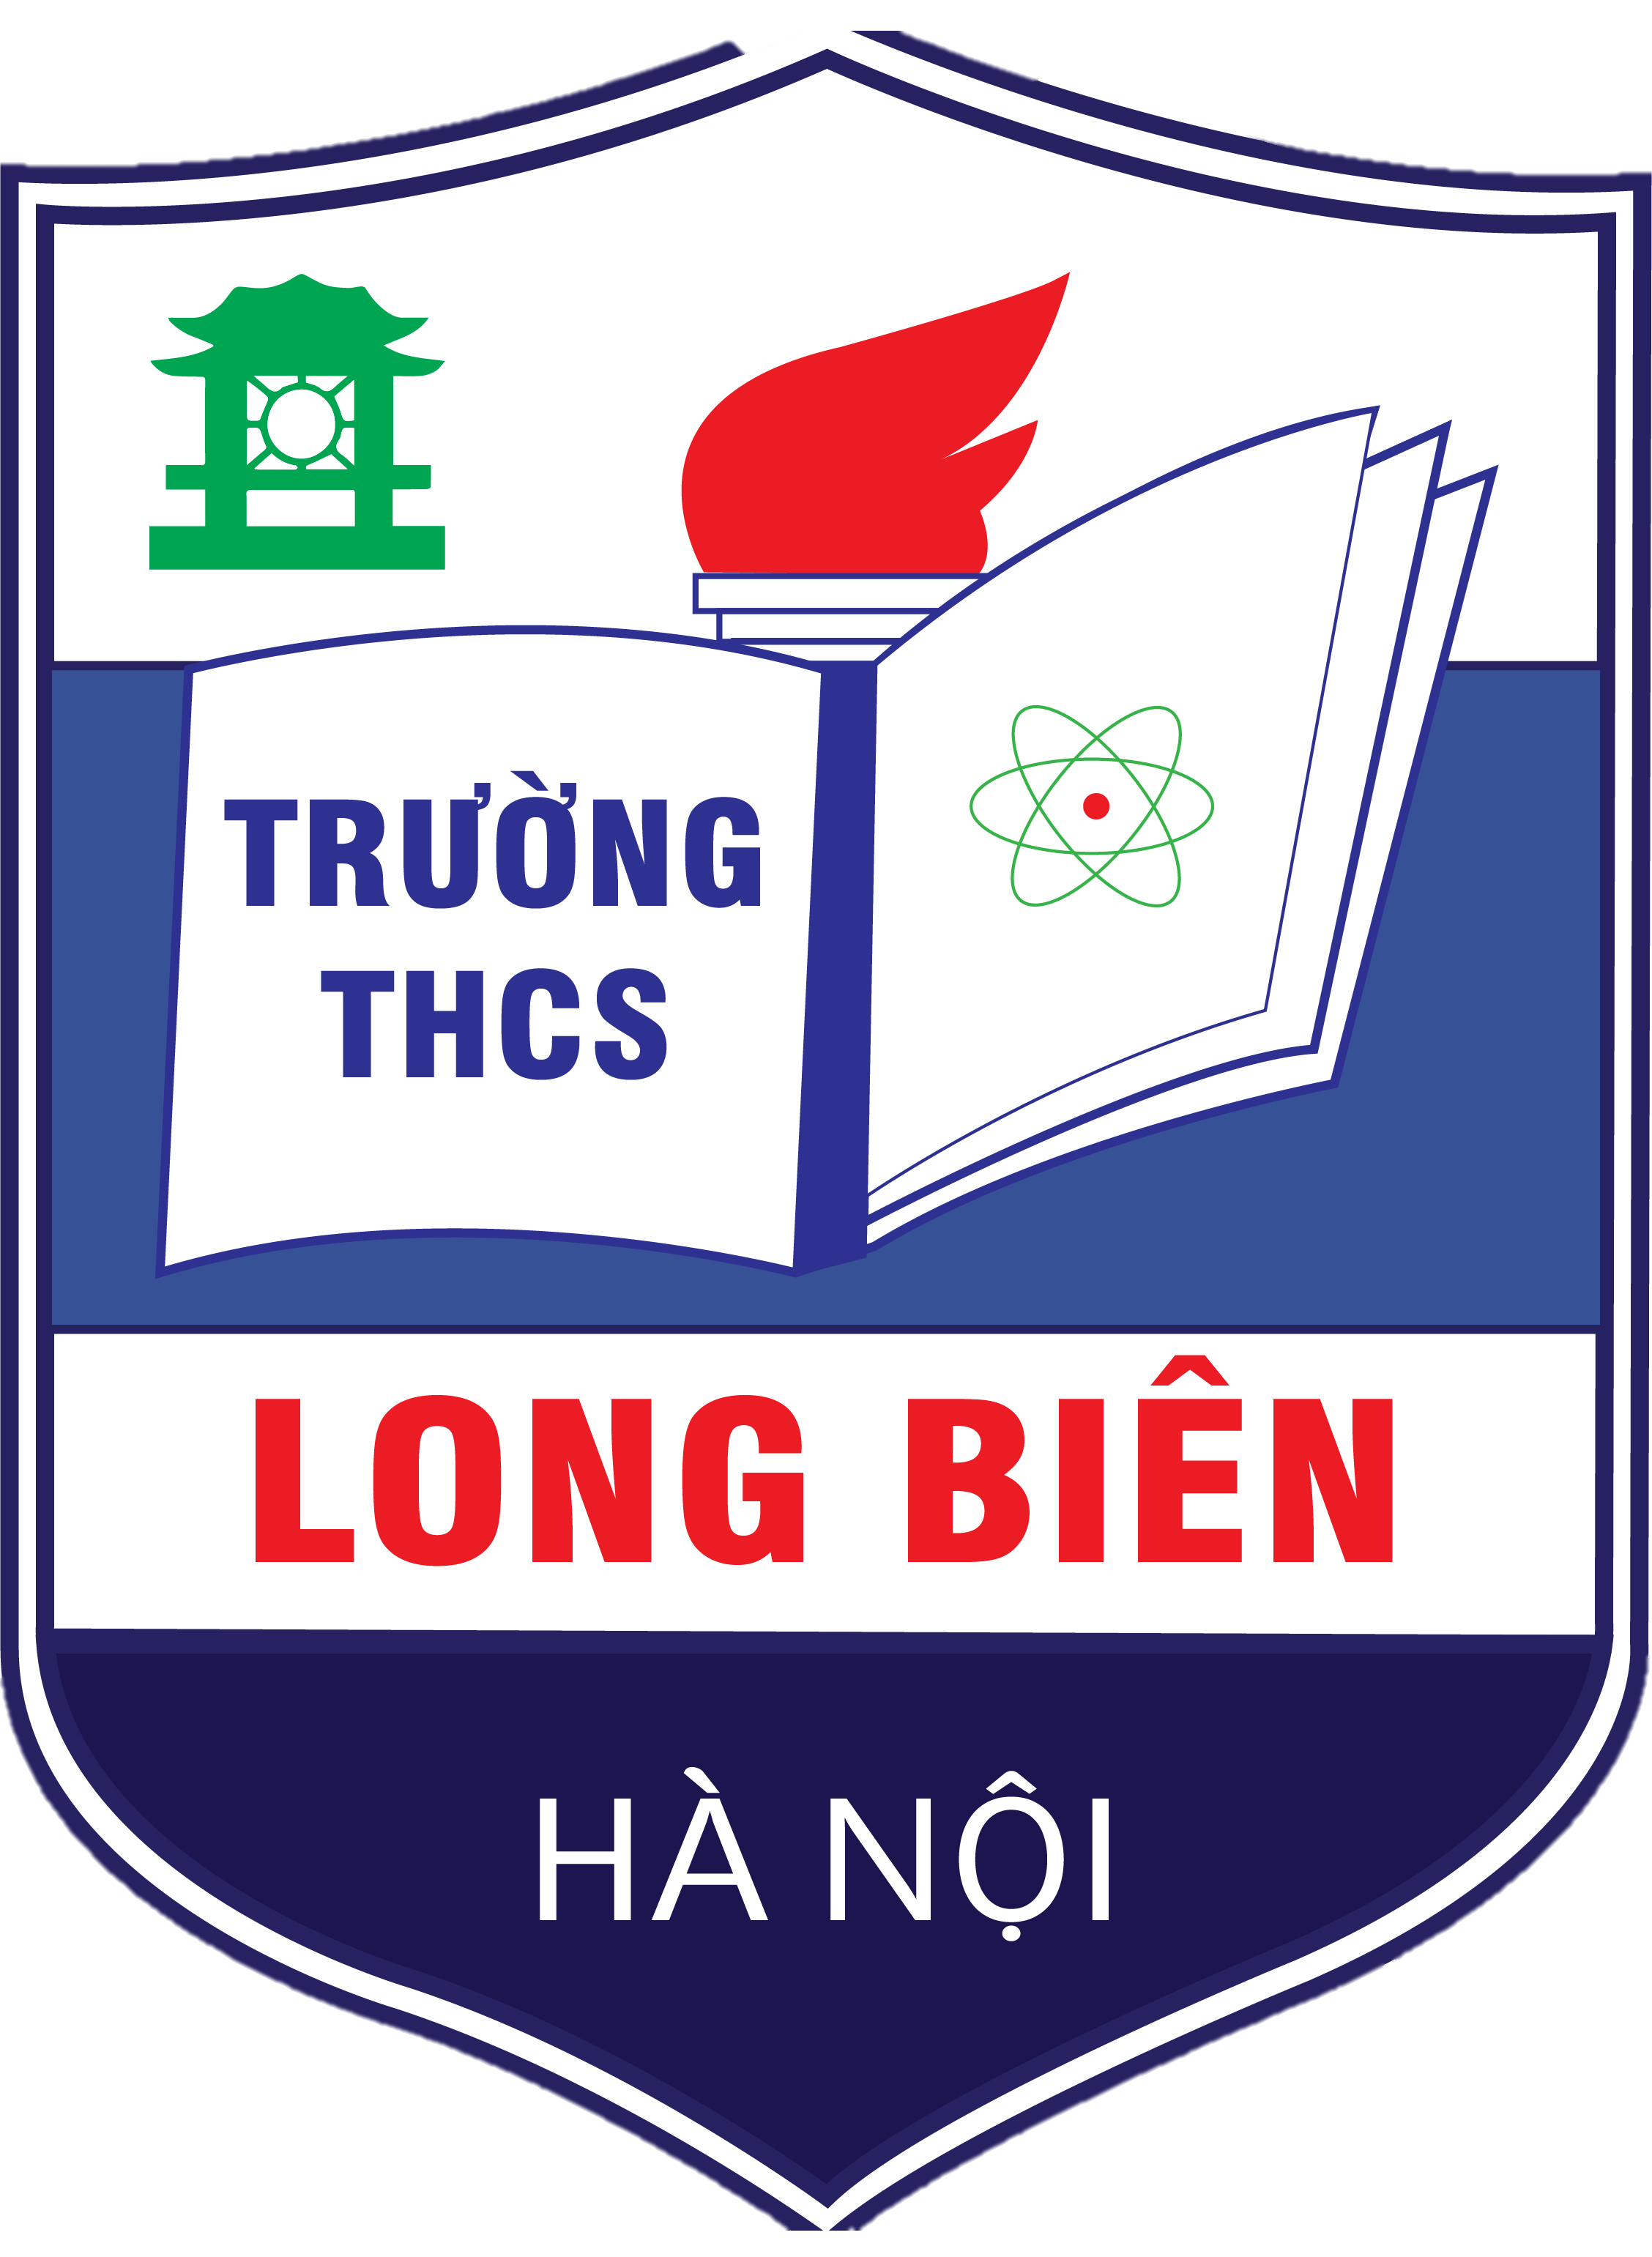 TRƯỜNG
THCS
LONG BIÊN
HÀ NỘI